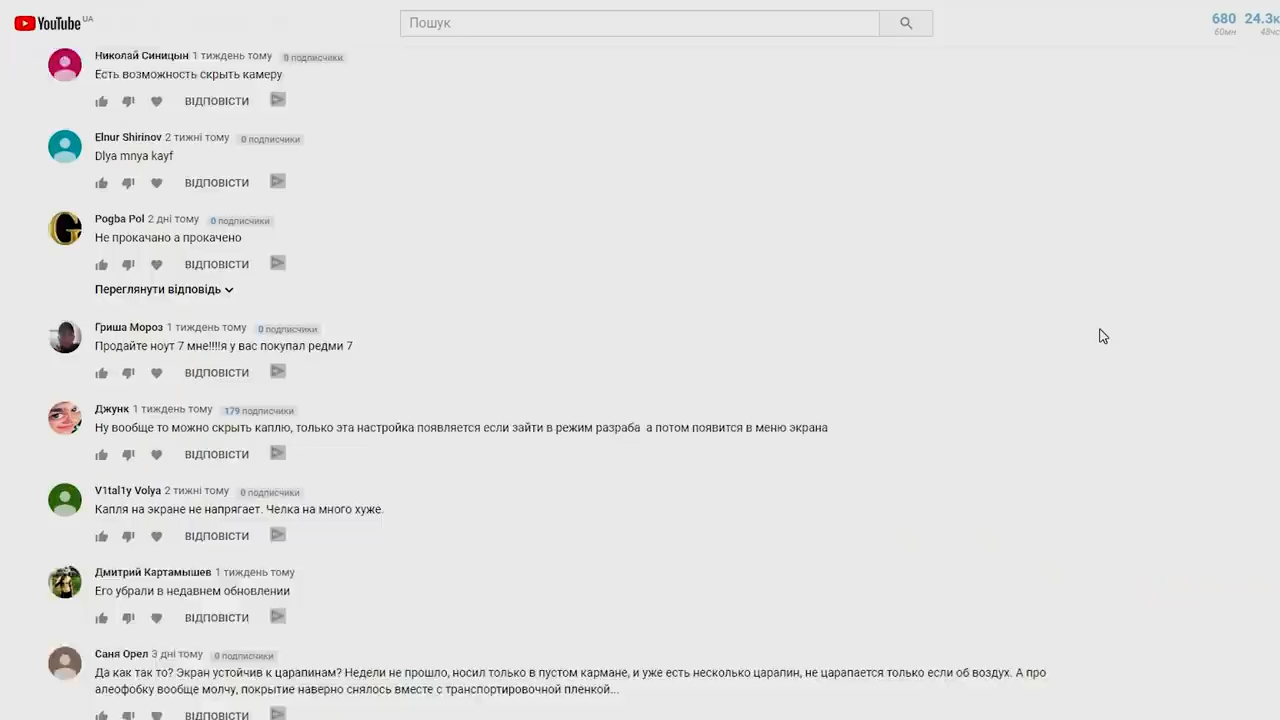 YouTube UA
Пошук
680 24.3к
60мн 48чс
Николай Синицын 1 тиждень тому 0 подписчики
Есть возможность скрыть камеру
ВІДПОВІСТИ
Elnur Shirinov 2 тижні тому 0 подписчики
Dlya mnya kayf
ВІДПОВІСТИ
Pogba Pol 2 дні тому 0 подписчики
Не прокачано а прокачено
ВІДПОВІСТИ
Переглянути відповідь
Гриша Мороз 1 тиждень тому 0 подписчики
Продайте ноут 7 мне!!!!я у вас покупал редми 7
ВІДПОВІСТИ
Джунк 1 тиждень тому 179 подписчики
Ну вообще то можно скрыть каплю, только эта настройка появляется если зайти в режим разраба а потом появится в меню экрана
ВІДПОВІСТИ
V1tal1y Volya 2 тижні тому 0 подписчики
Капля на экране не напрягает. Челка на много хуже.
ВІДПОВІСТИ
Дмитрий Картамышев 1 тиждень тому
Его убрали в недавнем обновлении
ВІДПОВІСТИ
Саня Орел 3 дні тому 0 подписчики
Да как так то? Экран устойчив к царапинам? Недели не прошло, носил только в пустом кармане, и уже есть несколько царапин, не царапается только если об воздух. А про
алеофобку вообще молчу, покрытие наверно снялось вместе с транспортировочной пленкой...
ВІДПОВІСТИ